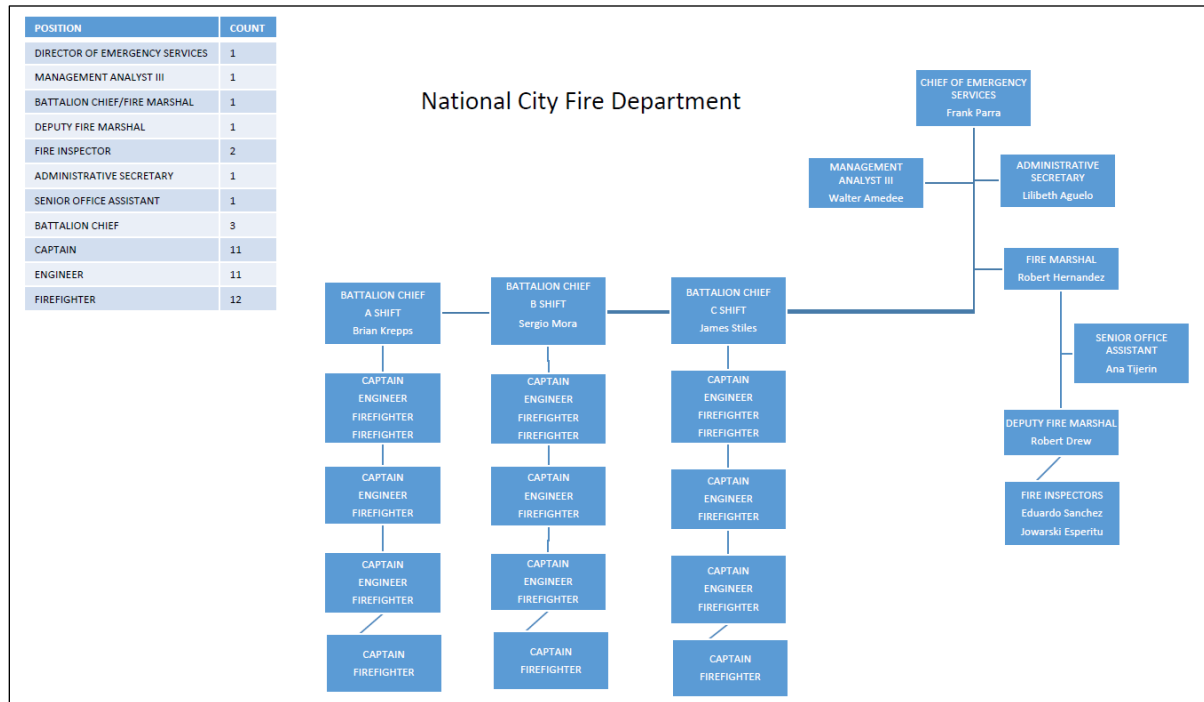 POSITION COUNT
DIRECTOR OF EMERGENCY SERVICES 1
MANAGEMENT ANALYST III 1
BATTALION CHIEF/FIRE MARSHAL 1
DEPUTY FIRE MARSHAL 1
FIRE INSPECTOR 2
ADMINISTRATIVE SECRETARY 1
SENIOR OFFICE ASSISTANT 1
BATTALION CHIEF 3
CAPTAIN 11
ENGINEER 11
FIREFIGHTER 12
National City Fire Department
CHIEF OF EMERGENCY
SERVICES
Frank Parra
MANAGEMENT
ANALYST III
Walter Amedee
ADMINISTRATIVE
SECRETARY
Lilibeth Aguelo
FIRE MARSHAL
Robert Hernandez
SENIOR OFFICE
ASSISTANT
Ana Tijerin
DEPUTY FIRE MARSHAL
Robert Drew
FIRE INSPECTORS
Eduardo Sanchez
Jowarski Esperitu
BATTALION CHIEF
A SHIFT
Brian Krepps
CAPTAIN
ENGINEER
FIREFIGHTER
FIREFIGHTER
CAPTAIN
ENGINEER
FIREFIGHTER
CAPTAIN
ENGINEER
FIREFIGHTER
CAPTAIN
FIREFIGHTER
BATTALION CHIEF
B SHIFT
Sergio Mora
CAPTAIN
ENGINEER
FIREFIGHTER
FIREFIGHTER
CAPTAIN
ENGINEER
FIREFIGHTER
CAPTAIN
ENGINEER
FIREFIGHTER
CAPTAIN
FIREFIGHTER
BATTALION CHIEF
C SHIFT
James Stiles
CAPTAIN
ENGINEER
FIREFIGHTER
FIREFIGHTER
CAPTAIN
ENGINEER
FIREFIGHTER
CAPTAIN
ENGINEER
FIREFIGHTER
CAPTAIN
FIREFIGHTER